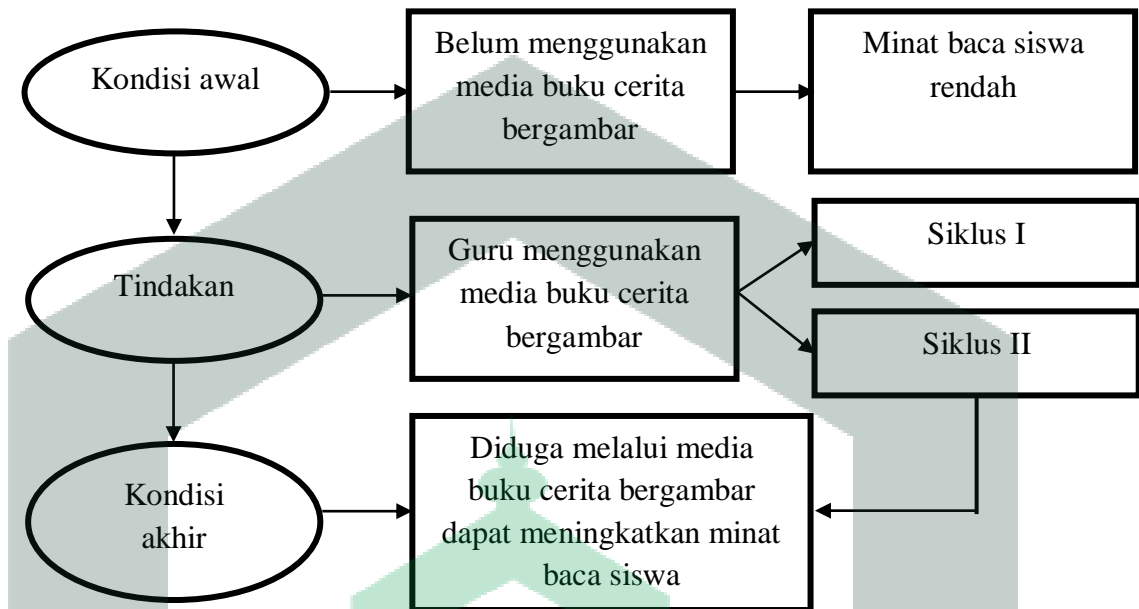 Kondisi awal
Belum menggunakan
media buku cerita
bergambar
Minat baca siswa
rendah
Tindakan
Guru menggunakan
media buku cerita
bergambar
Siklus I
Siklus II
Kondisi
akhir
Diduga melalui media
buku cerita bergambar
dapat meningkatkan minat
baca siswa